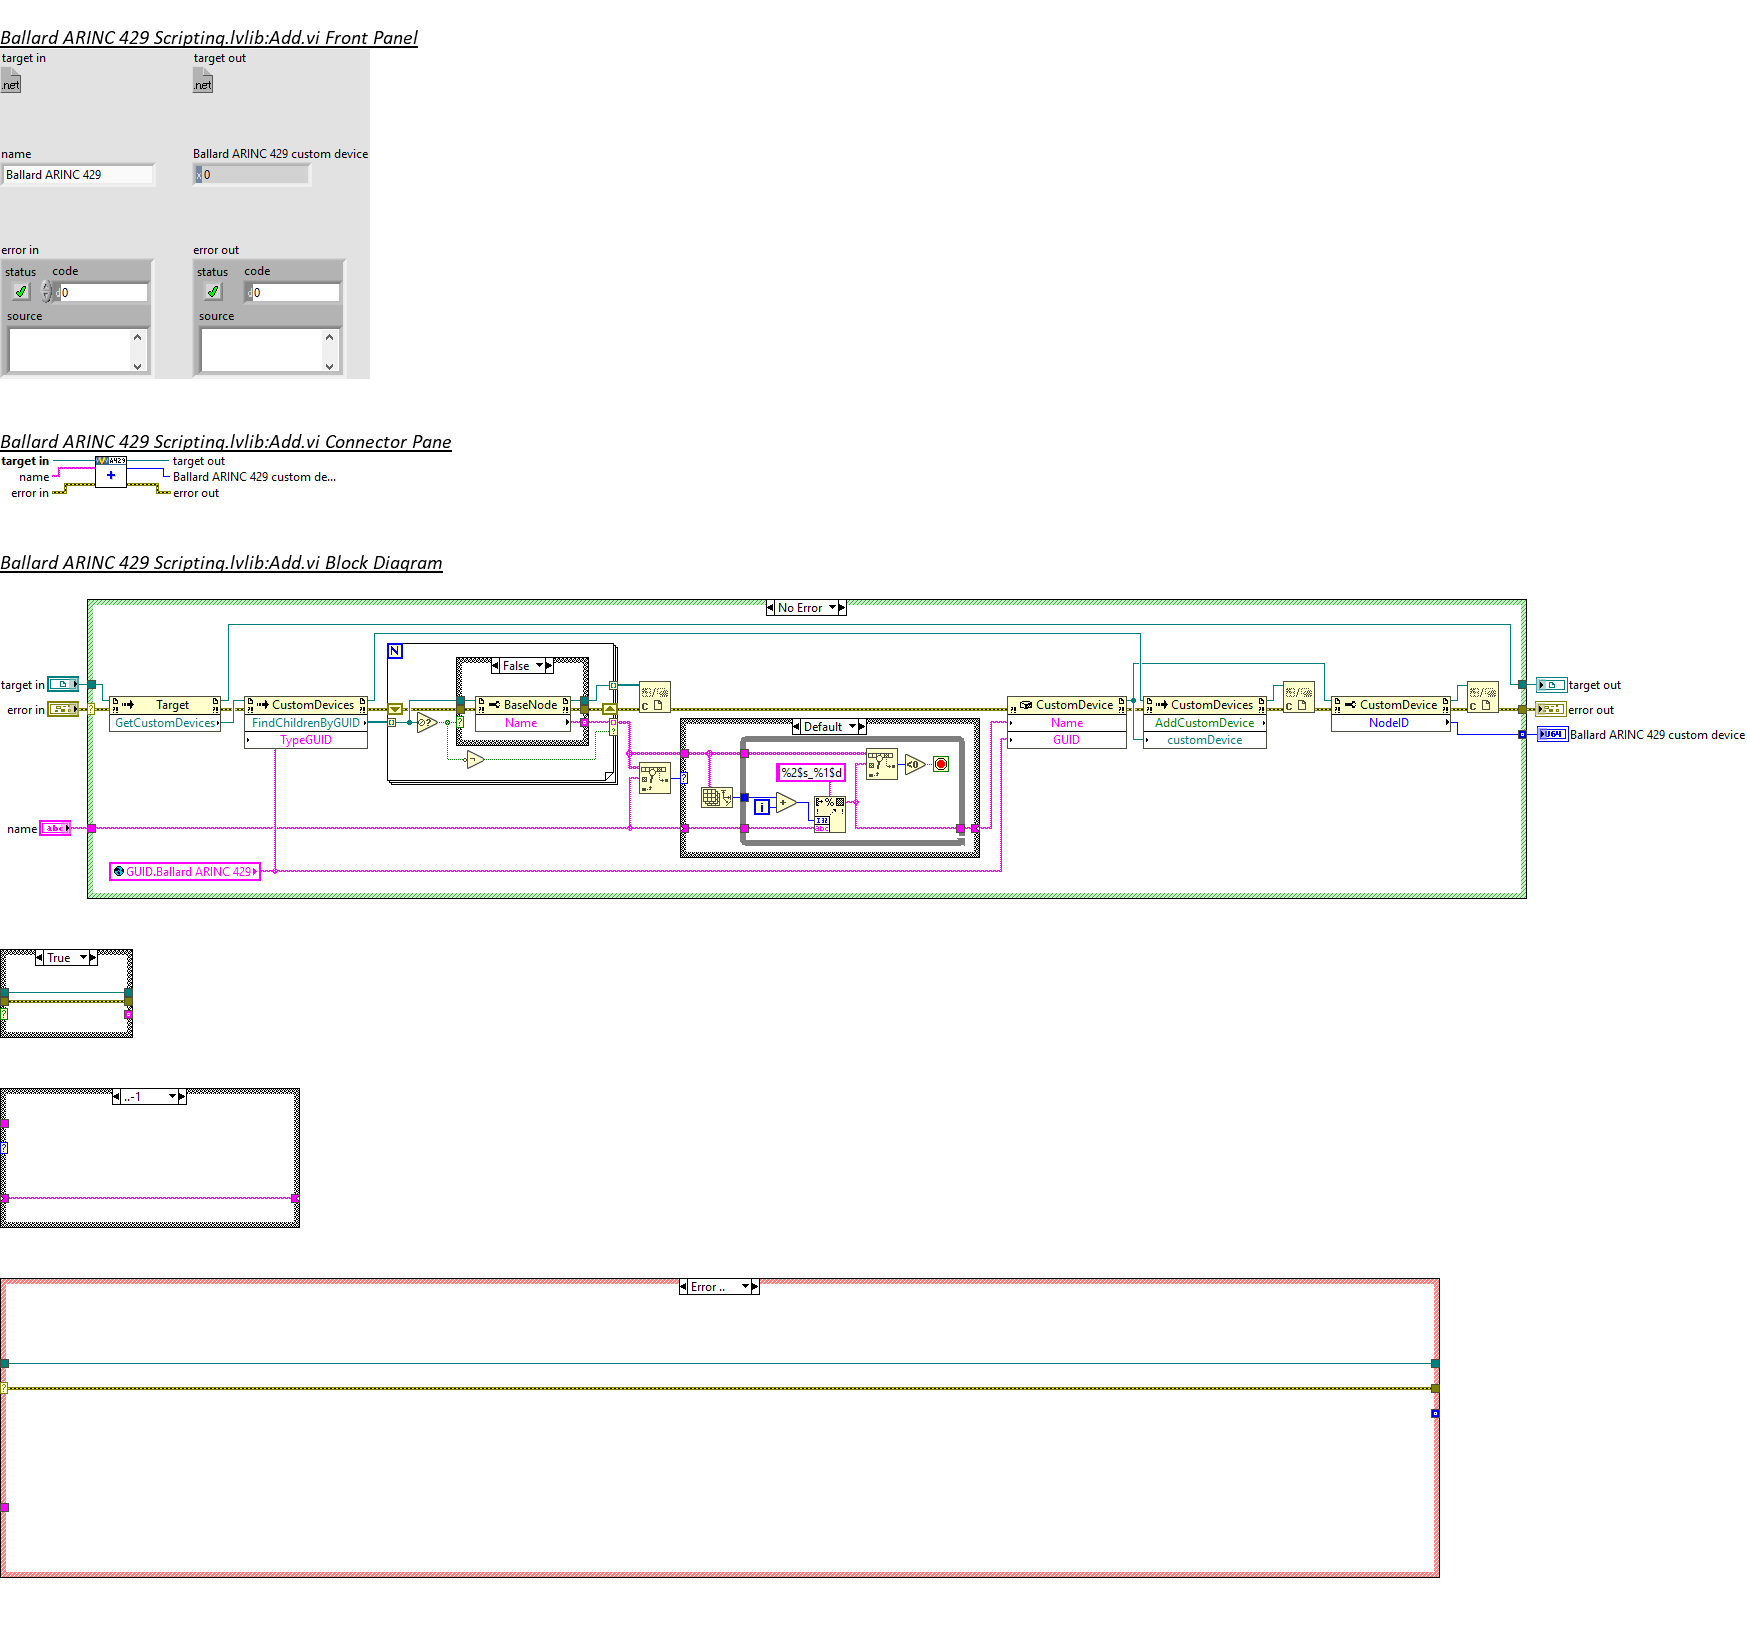 Ballard ARINC 429 Scripting.lvlib:Add.vi Front Panel
target in
target out
.net
.net
name
Ballard ARINC 429 custom device
Ballard ARINC 429
x 0
error in
error out
status code
status code
d 0
d 0
source
source
Ballard ARINC 429 Scripting.lvlib:Add.vi Connector Pane
target in
A429
target out
name
Ballard ARINC 429 custom de...
error in
error out
Ballard ARINC 429 Scripting.lvlib:Add.vi Block Diagram
No Error
N
False
target in
target out
error in
Target
CustomDevices
BaseNode
CustomDevice
CustomDevices
CustomDevice
error out
GetCustomDevices
FindChildrenByGUID
Name
Name
AddCustomDevice
NodeID
U64
Ballard ARINC 429 custom device
TypeGUID
GUID
customDevice
Default
%2$s_%1$d
<0
i
I32
abc
name
abc
GUID.Ballard ARINC 429
True
..-1
Error ..